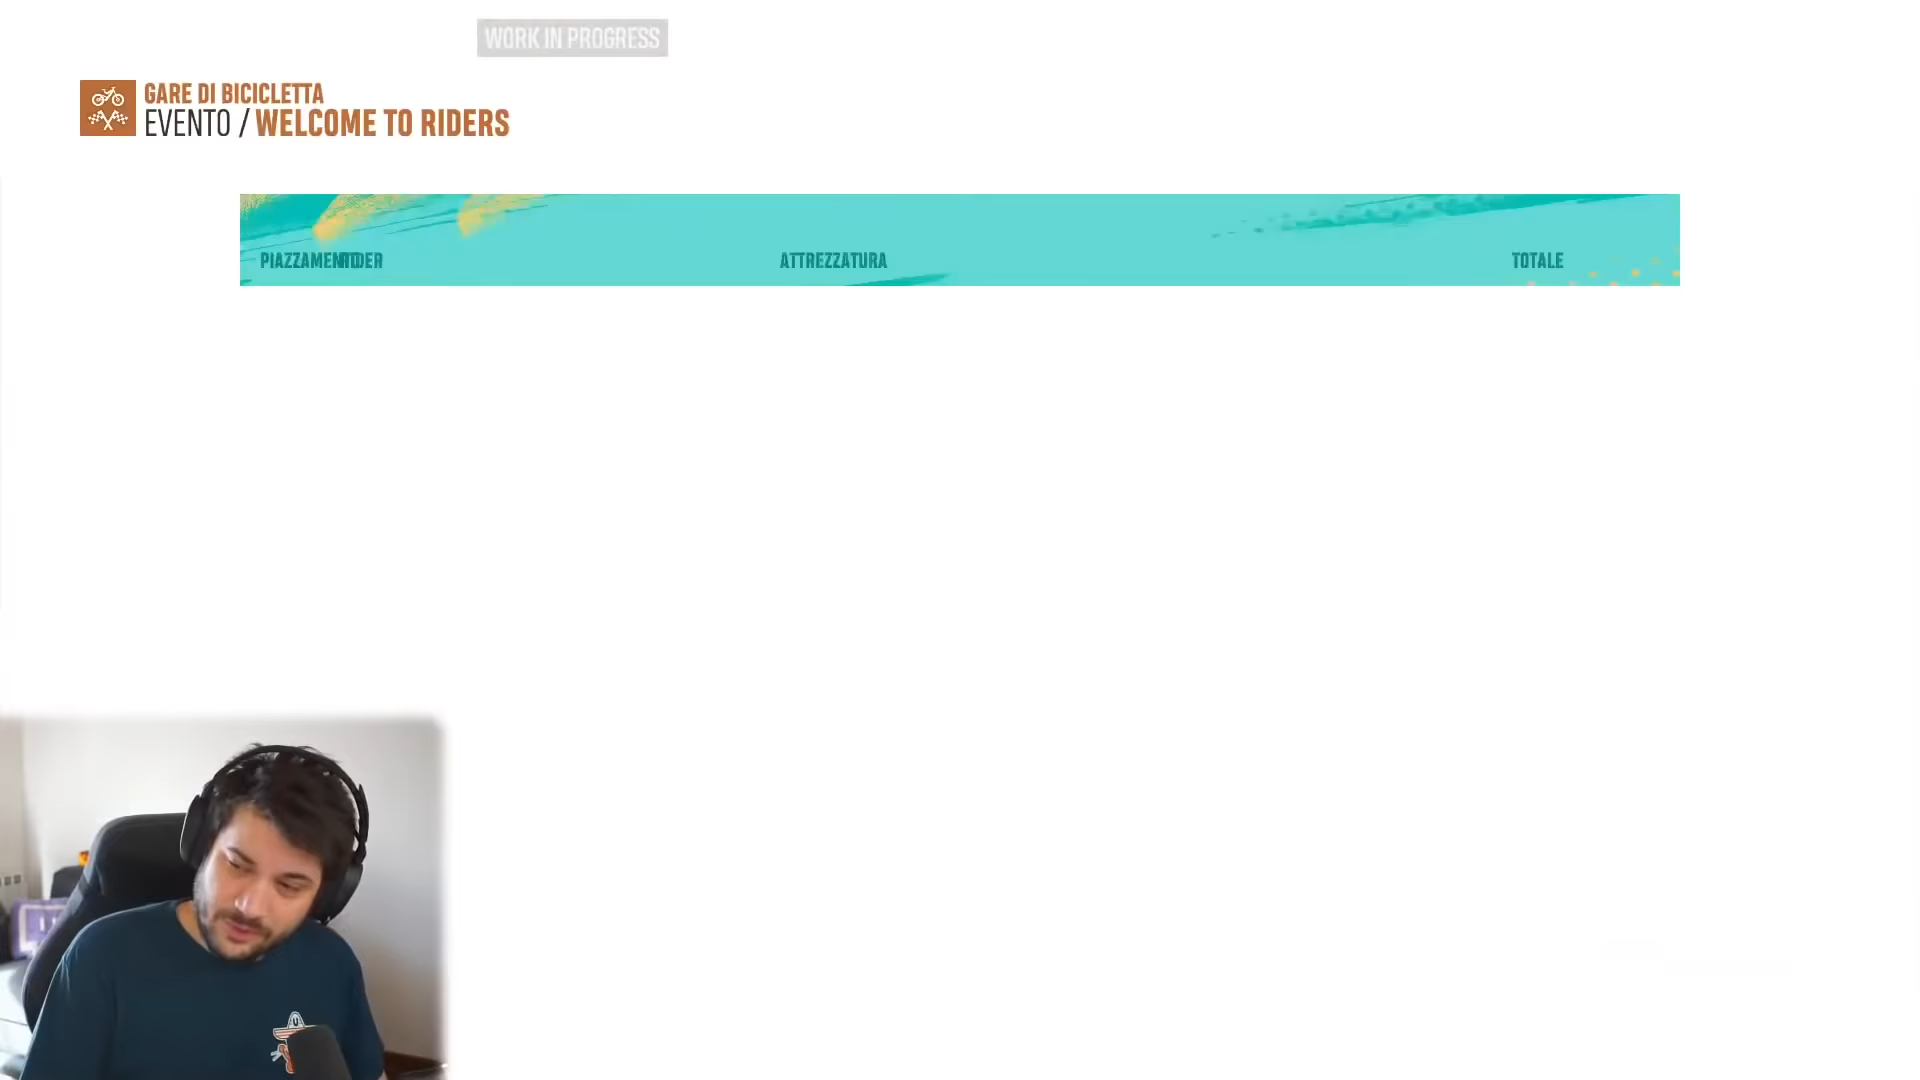 WORK IN PROGRESS
GARE DI BICICLETTA
EVENTO / WELCOME TO RIDERS
PIAZZAMENTO RIDER ATTREZZATURA TOTALE